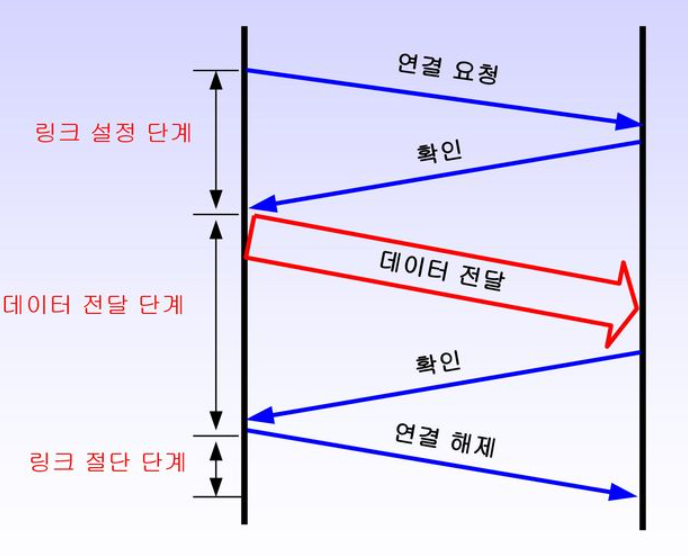 연결 요청
링크 설정 단계
확인
데이터 전달
데이터 전달 단계
확인
연결 해제
링크 절단 단계